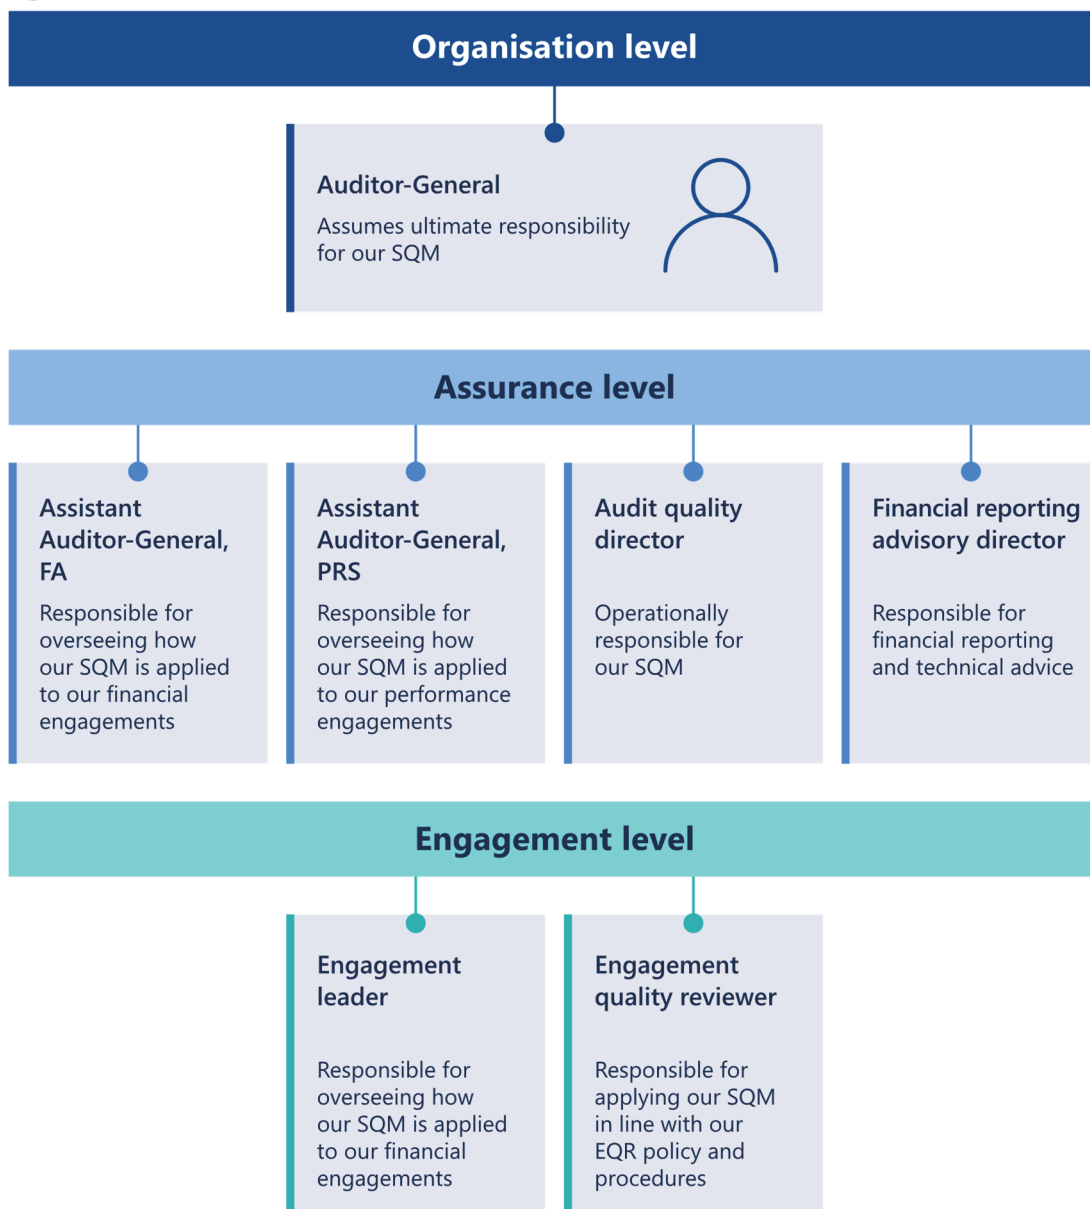 Organisation level
Auditor-General
Assumes ultimate responsibility
for our SQM
Assurance level
Assistant
Auditor-General,
FA
Responsible for
overseeing how
our SQM is applied
to our financial
engagements
Assistant
Auditor-General,
PRS
Responsible for
overseeing how
our SQM is applied
to our performance
engagements
Audit quality
director
Operationally
responsible for
our SQM
Financial reporting
advisory director
Responsible for
financial reporting
and technical advice
Engagement level
Engagement
leader
Responsible for
overseeing how
our SQM is applied
to our financial
engagements
Engagement
quality reviewer
Responsible for
applying our SQM
in line with our
EQR policy and
procedures